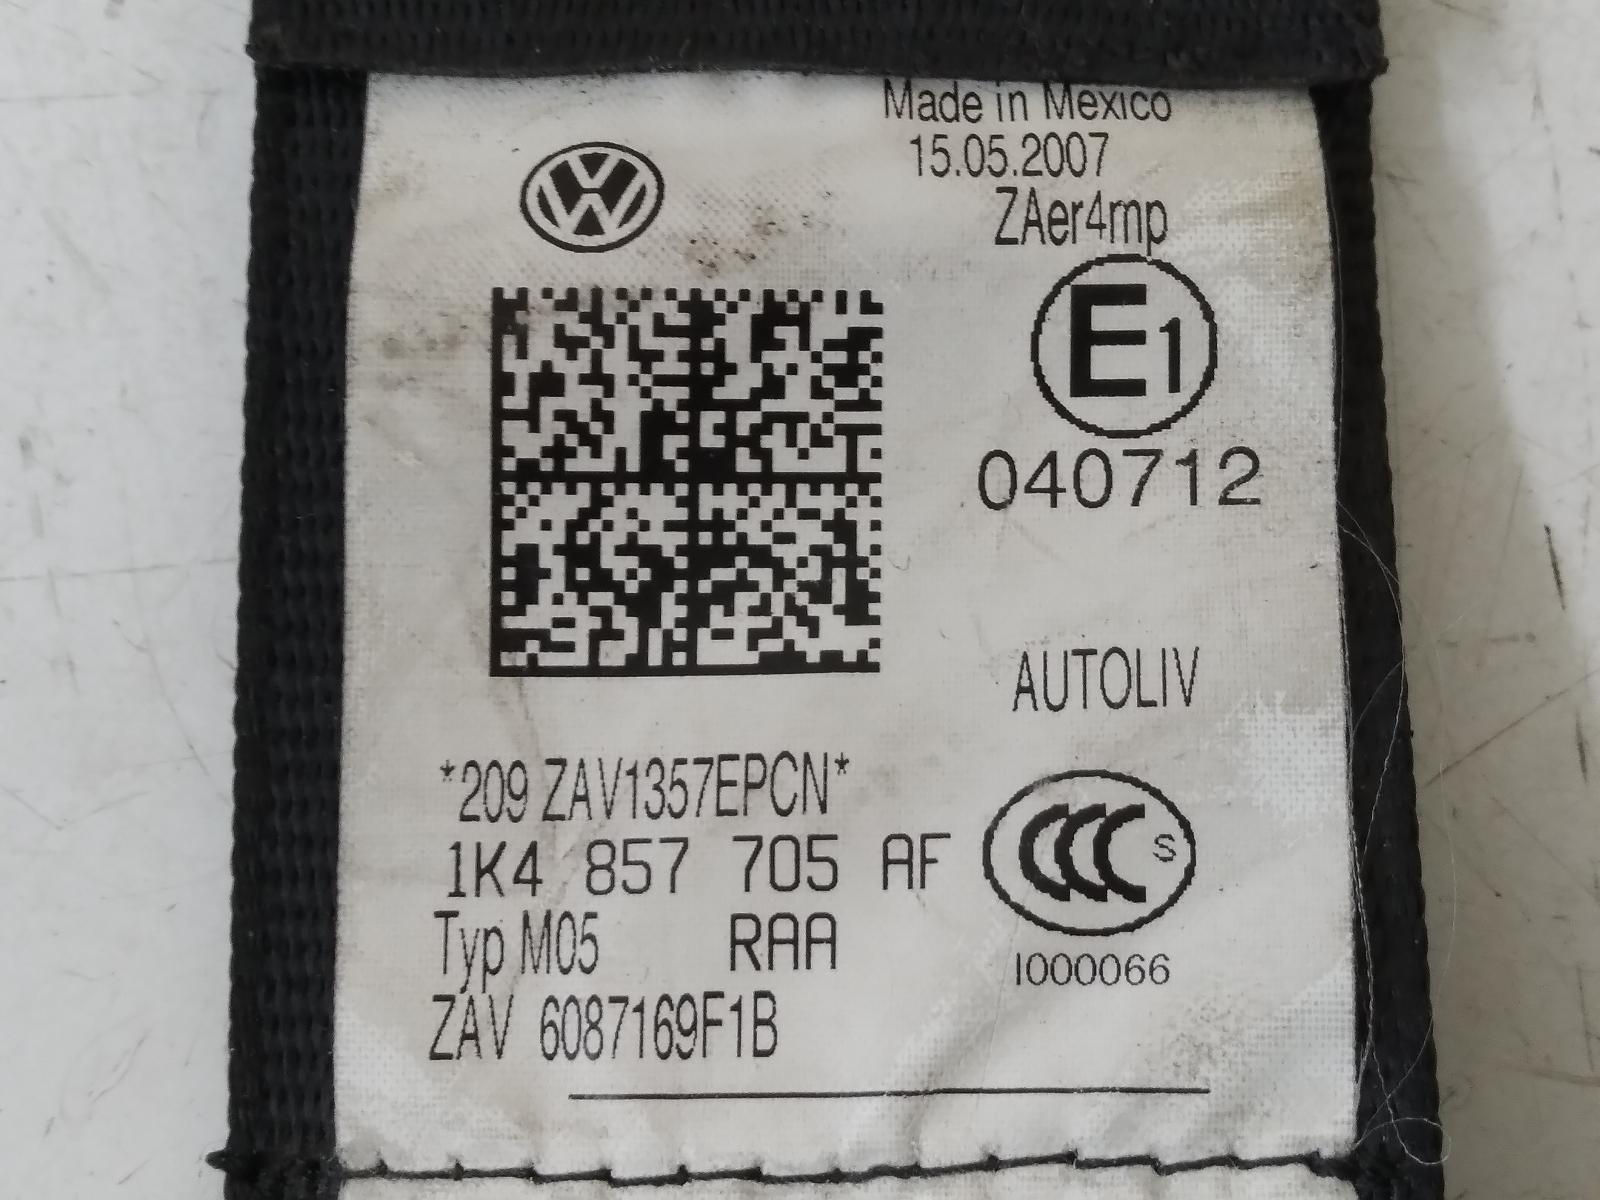 Made in Mexico
15.05.2007
ZAer4mp
E1
040712
AUTOLIV
*209 ZAV1357EPCN*
1K4 857 705 AF
Typ M05 RAA
ZAV 6087169F1B
CCC S
I000066